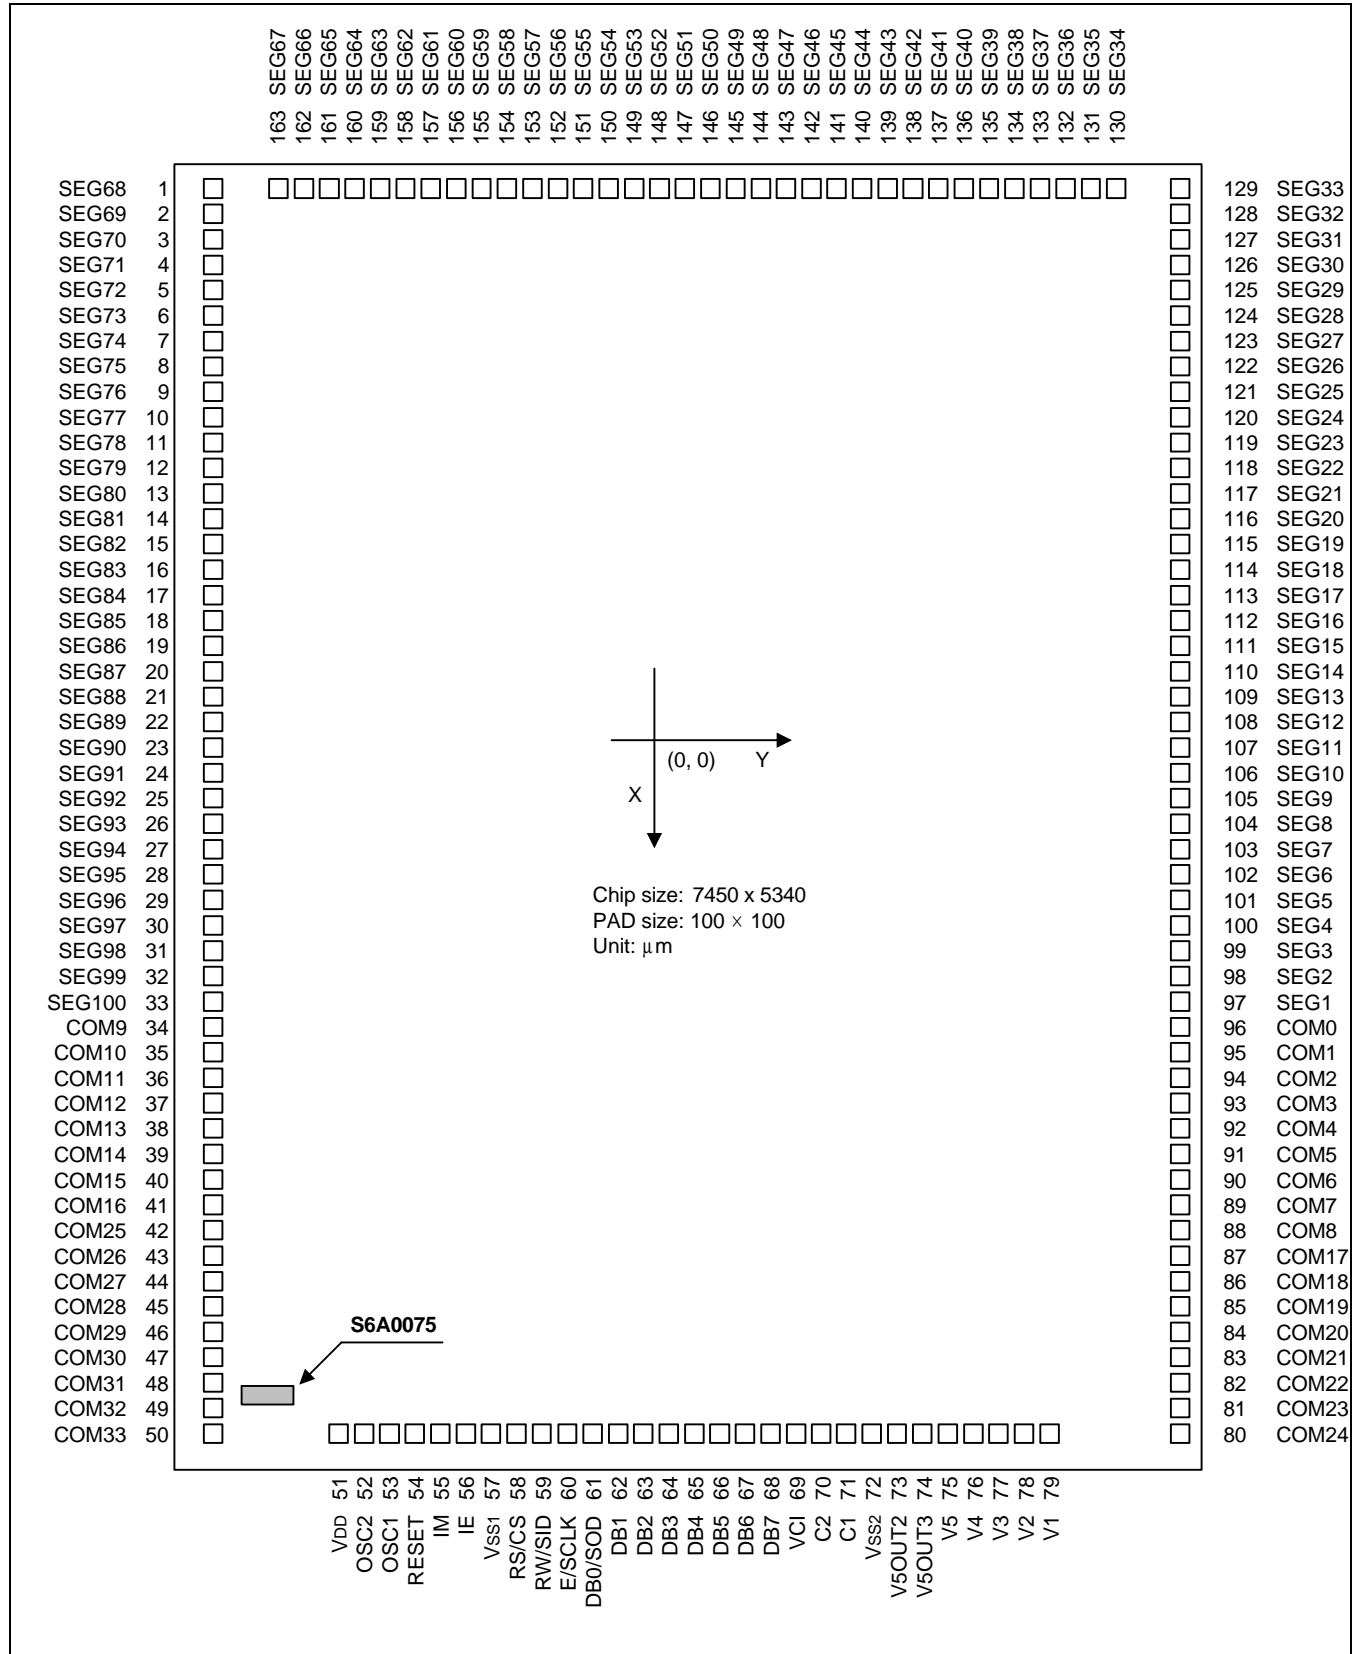 163 SEG67
162 SEG66
161 SEG65
160 SEG64
159 SEG63
158 SEG62
157 SEG61
156 SEG60
155 SEG59
154 SEG58
153 SEG57
152 SEG56
151 SEG55
150 SEG54
149 SEG53
148 SEG52
147 SEG51
146 SEG50
145 SEG49
144 SEG48
143 SEG47
142 SEG46
141 SEG45
140 SEG44
139 SEG43
138 SEG42
137 SEG41
136 SEG40
135 SEG39
134 SEG38
133 SEG37
132 SEG36
131 SEG35
130 SEG34
SEG68 1
SEG69 2
SEG70 3
SEG71 4
SEG72 5
SEG73 6
SEG74 7
SEG75 8
SEG76 9
SEG77 10
SEG78 11
SEG79 12
SEG80 13
SEG81 14
SEG82 15
SEG83 16
SEG84 17
SEG85 18
SEG86 19
SEG87 20
SEG88 21
SEG89 22
SEG90 23
SEG91 24
SEG92 25
SEG93 26
SEG94 27
SEG95 28
SEG96 29
SEG97 30
SEG98 31
SEG99 32
SEG100 33
COM9 34
COM10 35
COM11 36
COM12 37
COM13 38
COM14 39
COM15 40
COM16 41
COM25 42
COM26 43
COM27 44
COM28 45
COM29 46
COM30 47
COM31 48
COM32 49
COM33 50
(0, 0) Y
X
Chip size: 7450 x 5340
PAD size: 100 × 100
Unit: μm
S6A0075
129 SEG33
128 SEG32
127 SEG31
126 SEG30
125 SEG29
124 SEG28
123 SEG27
122 SEG26
121 SEG25
120 SEG24
119 SEG23
118 SEG22
117 SEG21
116 SEG20
115 SEG19
114 SEG18
113 SEG17
112 SEG16
111 SEG15
110 SEG14
109 SEG13
108 SEG12
107 SEG11
106 SEG10
105 SEG9
104 SEG8
103 SEG7
102 SEG6
101 SEG5
100 SEG4
99 SEG3
98 SEG2
97 SEG1
96 COM0
95 COM1
94 COM2
93 COM3
92 COM4
91 COM5
90 COM6
89 COM7
88 COM8
87 COM17
86 COM18
85 COM19
84 COM20
83 COM21
82 COM22
81 COM23
80 COM24
VDD 51
OSC2 52
OSC1 53
RESET 54
IM 55
IE 56
VSS1 57
RS/CS 58
RW/SID 59
E/SCLK 60
DB0/SOD 61
DB1 62
DB2 63
DB3 64
DB4 65
DB5 66
DB6 67
DB7 68
VCI 69
C2 70
C1 71
VSS2 72
V5OUT2 73
V5OUT3 74
V5 75
V4 76
V3 77
V2 78
V1 79